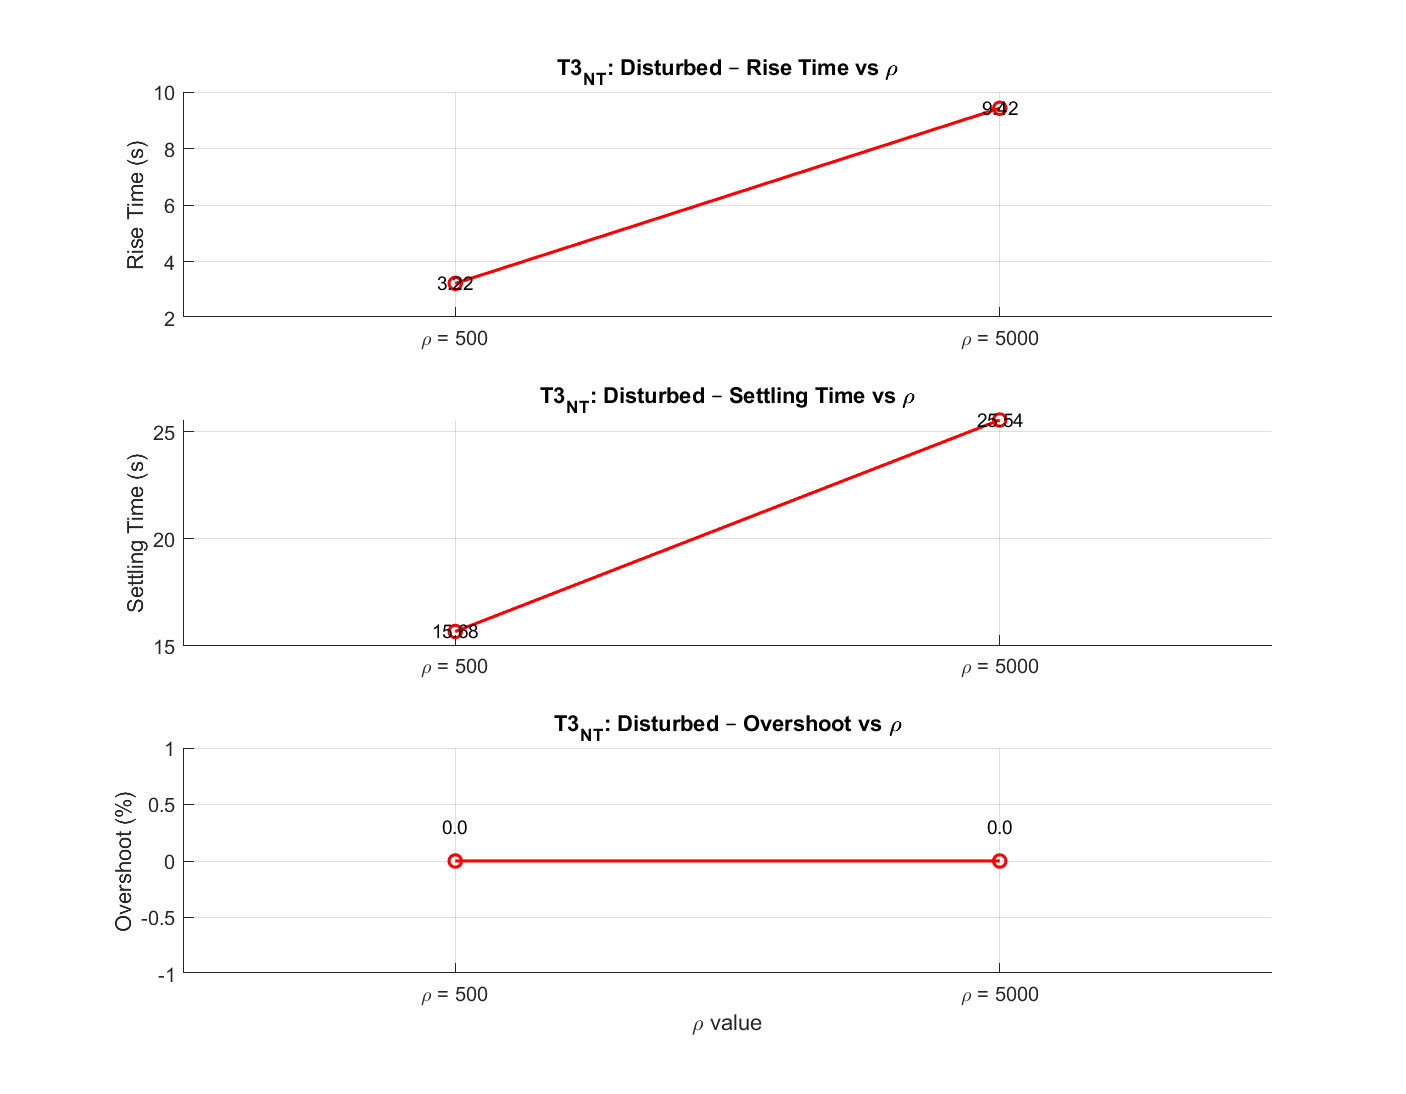 T3NT: Disturbed – Rise Time vs ρ
Rise Time (s)
10
8
6
4
2
3.22
9.42
ρ = 500
ρ = 5000
T3NT: Disturbed – Settling Time vs ρ
Settling Time (s)
25
20
15
15.68
25.54
ρ = 500
ρ = 5000
T3NT: Disturbed – Overshoot vs ρ
Overshoot (%)
1
0.5
0
-0.5
-1
0.0
0.0
ρ = 500
ρ = 5000
ρ value